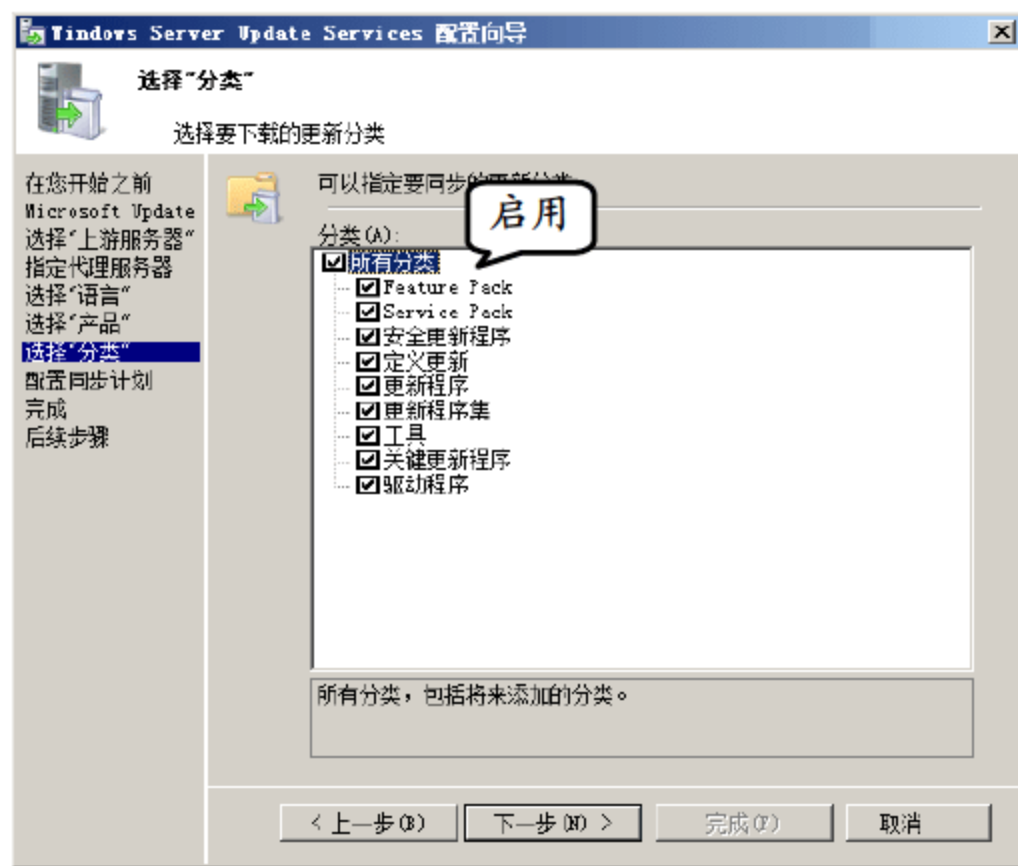 Windows Server Update Services 配置向导
选择"分类"
选择要下载的更新分类
在您开始之前
Microsoft Update
选择"上游服务器"
指定代理服务器
选择"语言"
选择"产品"
选择"分类"
配置同步计划
完成
后续步骤
可以指定要同步的更新分类
启用
分类(A):
所有分类
Feature Pack
Service Pack
安全更新程序
定义更新
更新程序
更新程序集
工具
关键更新程序
驱动程序
所有分类，包括将来添加的分类。
< 上一步(B)
下一步(N) >
完成(F)
取消